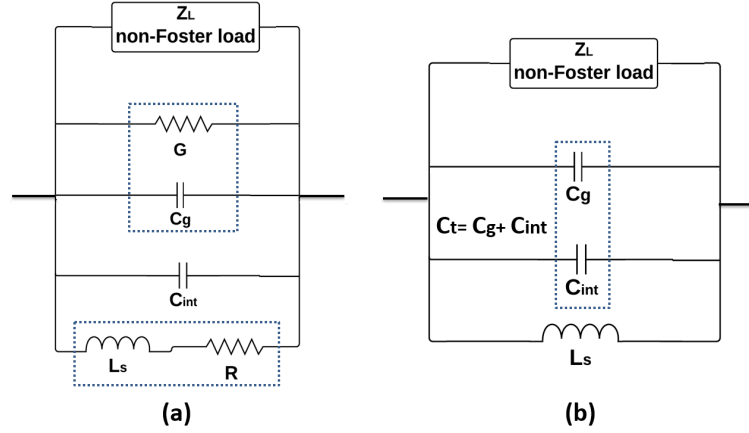 ZL
non-Foster load
G
Cg
Cint
Ls
R
(a)
ZL
non-Foster load
Cg
Ct= Cg+ Cint
Cint
Ls
(b)